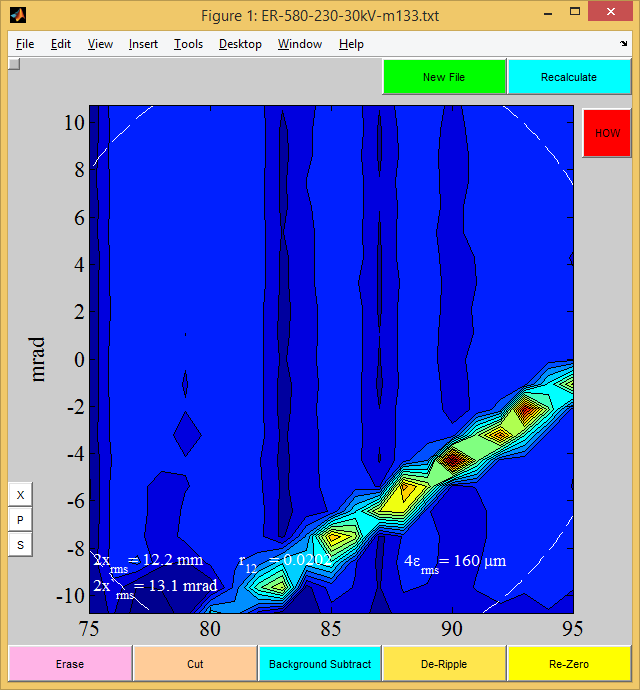 Figure 1: ER-580-230-30kV-m133.txt
File Edit View Insert Tools Desktop Window Help
New File Recalculate
HOW
10
8
6
4
2
0
-2
-4
-6
-8
-10
mrad
X
P
S
2x rms = 12.2 mm r12 = 0.0202 4ε rms = 160 μm
2x rms = 13.1 mrad
75 80 85 90 95
Erase Cut Background Subtract De-Ripple Re-Zero